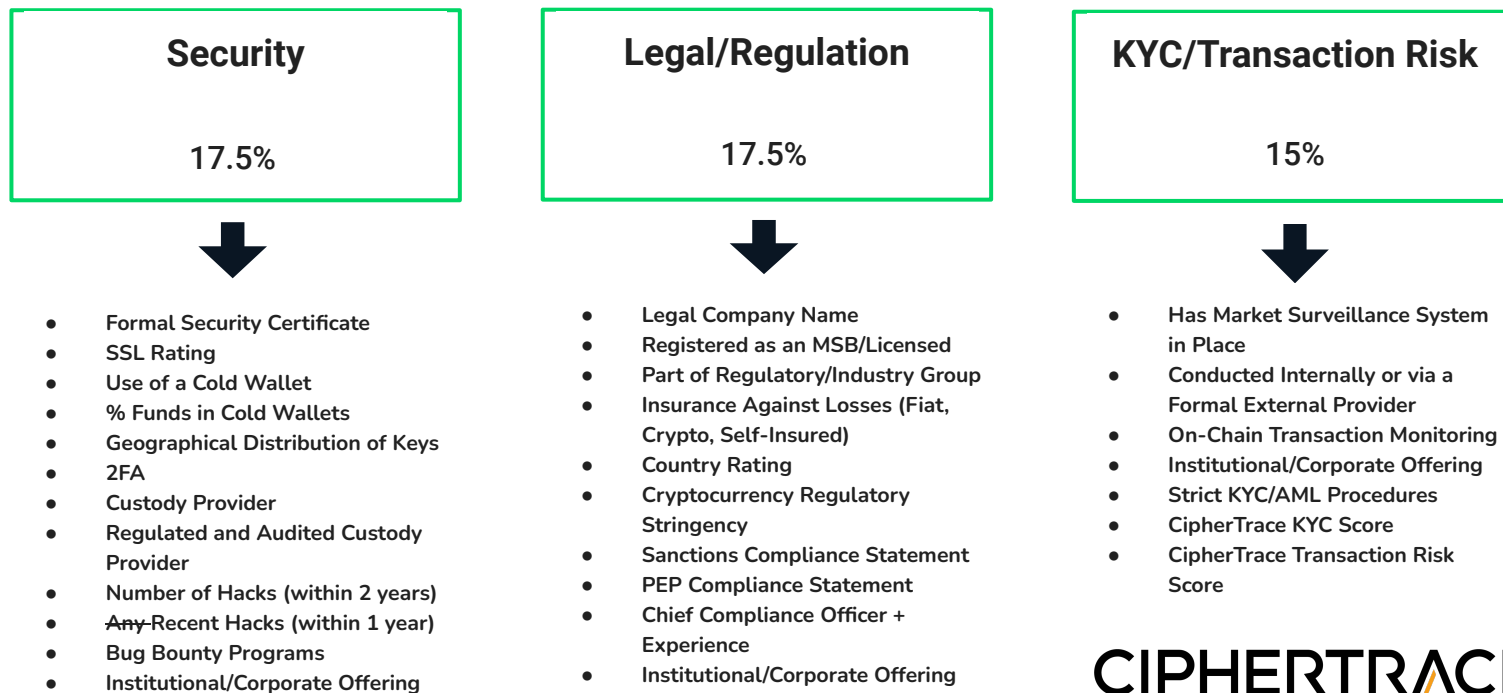 Security
17.5%
● Formal Security Certificate
● SSL Rating
● Use of a Cold Wallet
● % Funds in Cold Wallets
● Geographical Distribution of Keys
● 2FA
● Custody Provider
● Regulated and Audited Custody
Provider
● Number of Hacks (within 2 years)
● Any Recent Hacks (within 1 year)
● Bug Bounty Programs
● Institutional/Corporate Offering
Legal/Regulation
17.5%
● Legal Company Name
● Registered as an MSB/Licensed
● Part of Regulatory/Industry Group
● Insurance Against Losses (Fiat,
Crypto, Self-Insured)
● Country Rating
● Cryptocurrency Regulatory
Stringency
● Sanctions Compliance Statement
● PEP Compliance Statement
● Chief Compliance Officer +
Experience
● Institutional/Corporate Offering
KYC/Transaction Risk
15%
● Has Market Surveillance System
in Place
● Conducted Internally or via a
Formal External Provider
● On-Chain Transaction Monitoring
● Institutional/Corporate Offering
● Strict KYC/AML Procedures
● CipherTrace KYC Score
● CipherTrace Transaction Risk
Score
CIPHERTRAC